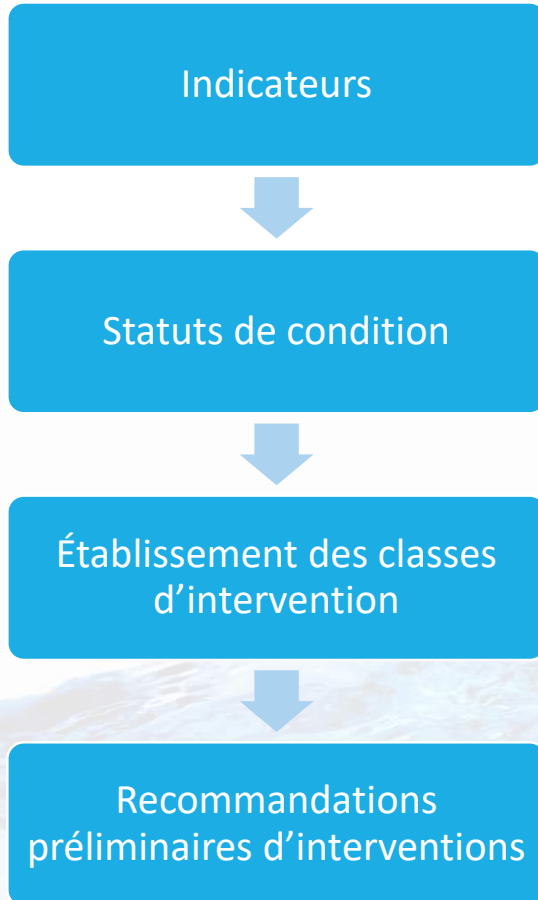 Indicateurs
Statuts de condition
Établissement des classes
d’intervention
Recommandations
préliminaires d’interventions